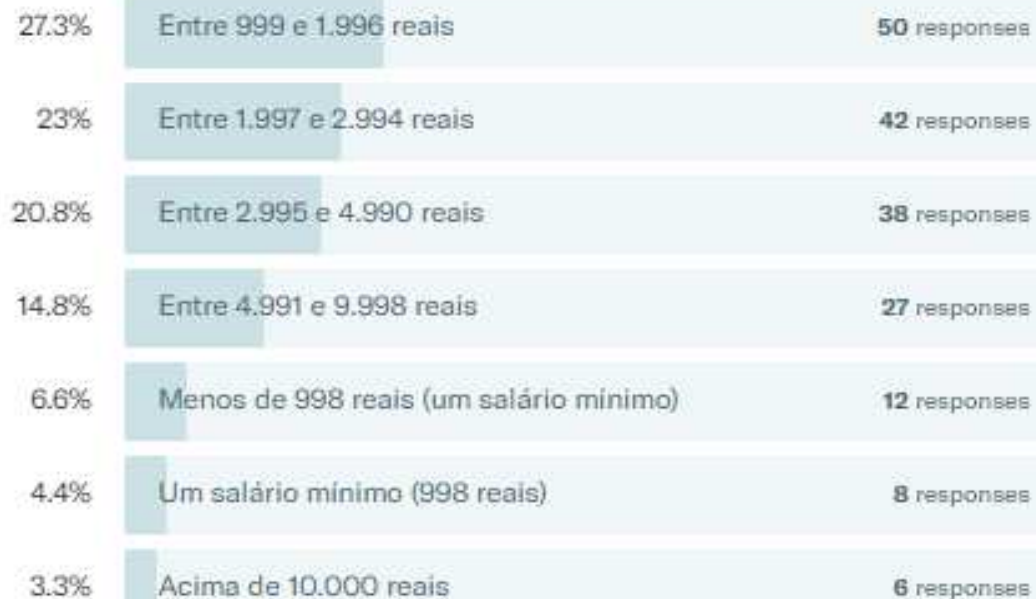 27.3% Entre 999 e 1.996 reais 50 responses
23% Entre 1.997 e 2.994 reais 42 responses
20.8% Entre 2.995 e 4.990 reais 38 responses
14.8% Entre 4.991 e 9.998 reais 27 responses
6.6% Menos de 998 reais (um salário mínimo) 12 responses
4.4% Um salário mínimo (998 reais) 8 responses
3.3% Acima de 10.000 reais 6 responses